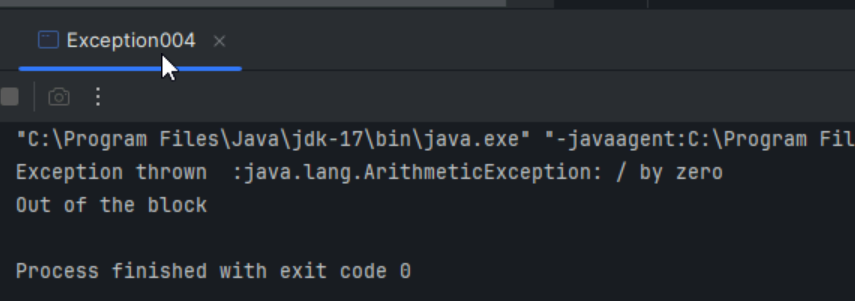 Exception004
"C:\Program Files\Java\jdk-17\bin\java.exe" "-javaagent:C:\Program Fil
Exception thrown  :java.lang.ArithmeticException: / by zero
Out of the block
Process finished with exit code 0